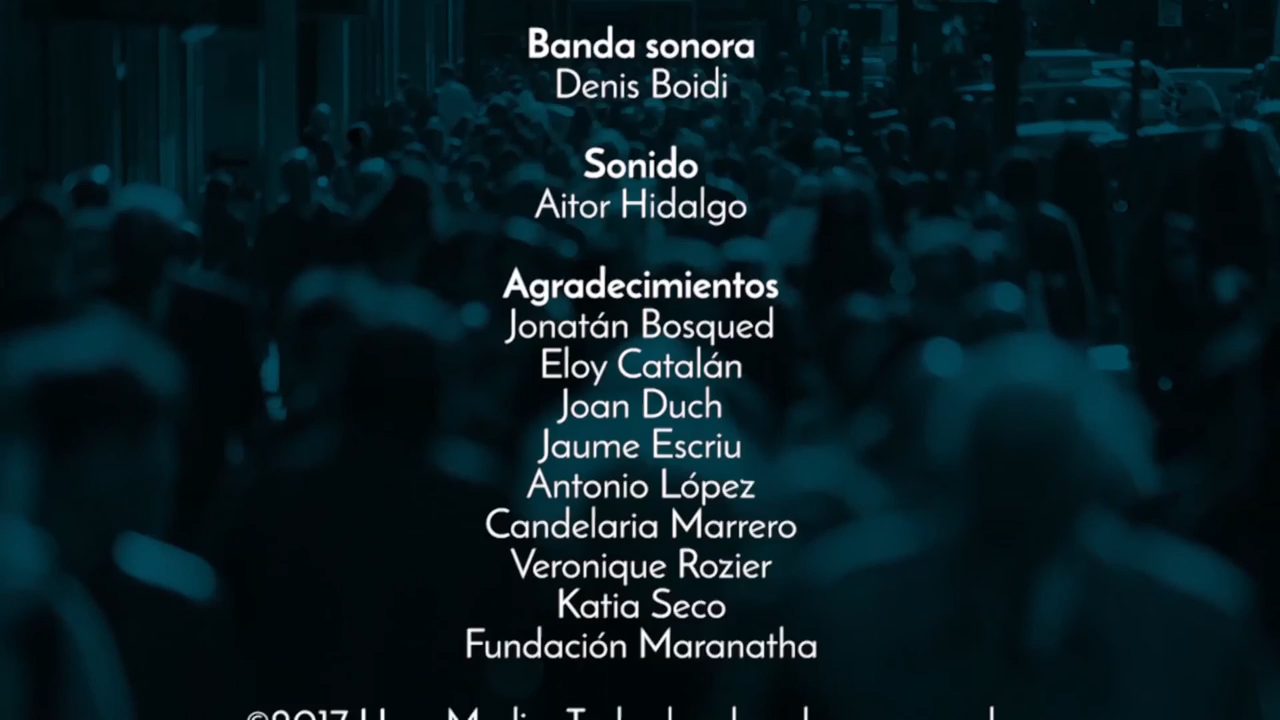 Banda sonora
Denis Boidi
Sonido
Aitor Hidalgo
Agradecimientos
Jonatán Bosqued
Eloy Catalán
Joan Duch
Jaume Escriu
Antonio López
Candelaria Marrero
Veronique Rozier
Katia Seco
Fundación Maranatha
©2017